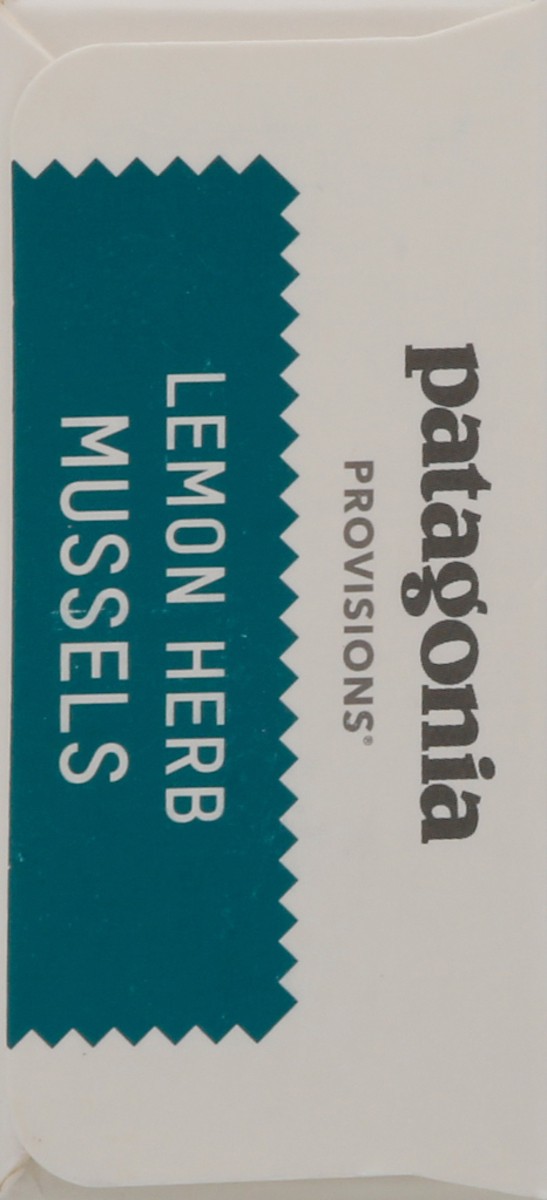 patagonia
PROVISIONS®
LEMON HERB
MUSSELS